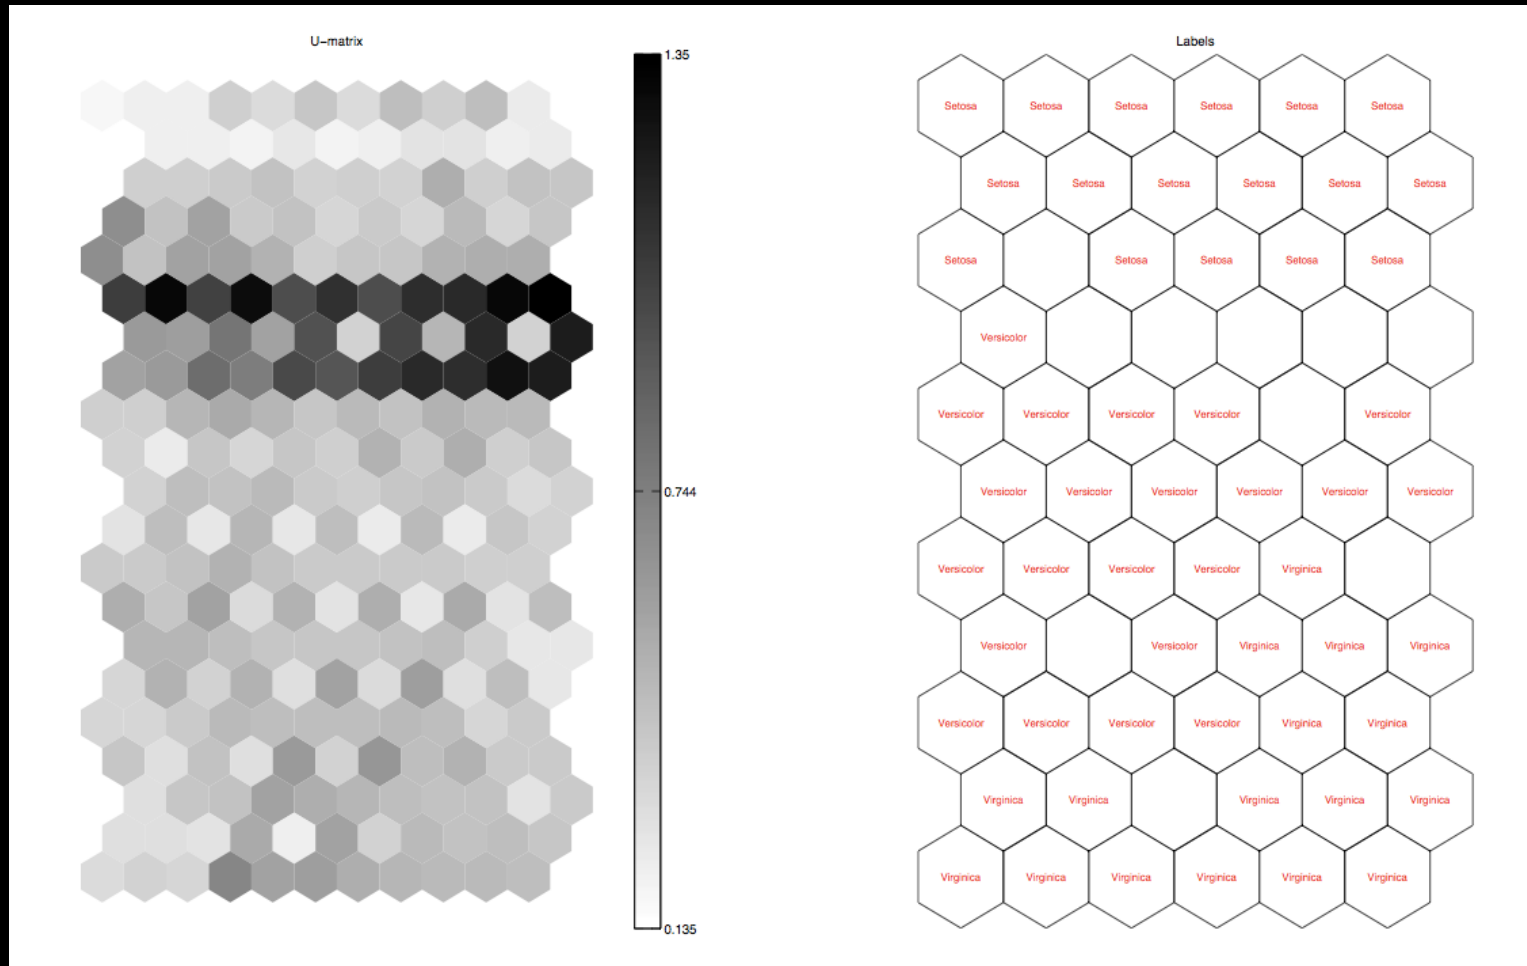 U-matrix
1.35
0.744
0.135
Labels
Setosa Setosa Setosa Setosa Setosa Setosa
Setosa Setosa Setosa Setosa Setosa Setosa
Setosa Setosa Setosa Setosa Setosa
Versicolor
Versicolor Versicolor Versicolor Versicolor Versicolor
Versicolor Versicolor Versicolor Versicolor Versicolor Versicolor
Versicolor Versicolor Versicolor Versicolor Virginica
Versicolor Versicolor Virginica Virginica Virginica
Versicolor Versicolor Versicolor Versicolor Virginica Virginica
Virginica Virginica Virginica Virginica Virginica
Virginica Virginica Virginica Virginica Virginica Virginica